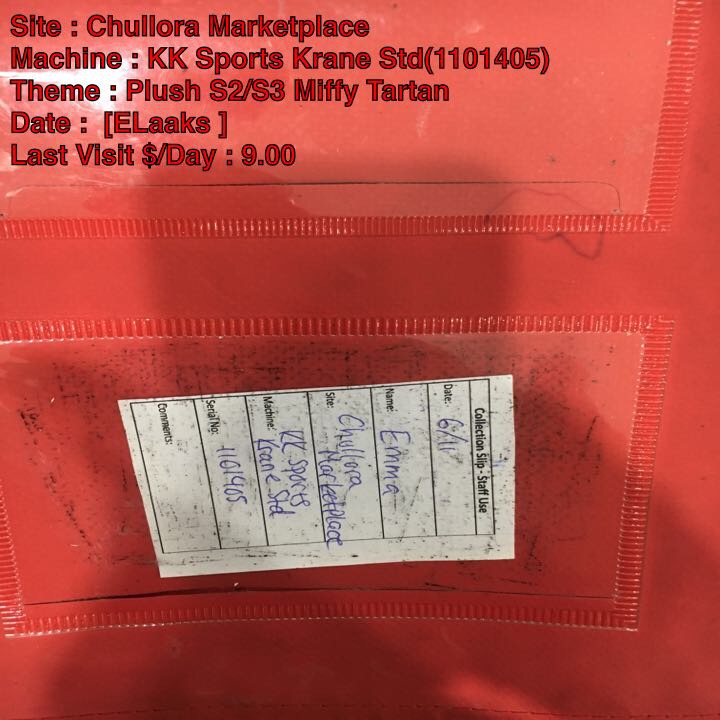 Site : Chullora Marketplace
Machine : KK Sports Krane Std(1101405)
Theme : Plush S2/S3 Miffy Tartan
Date :  [ELaaks ]
Last Visit $/Day : 9.00
Collection Slip - Staff Use
Date: 6/11
Name: Emma
Site: Chullora
Marketplace
Machine: KK Sports
Krane Std
Serial No: 1101405
Comments: